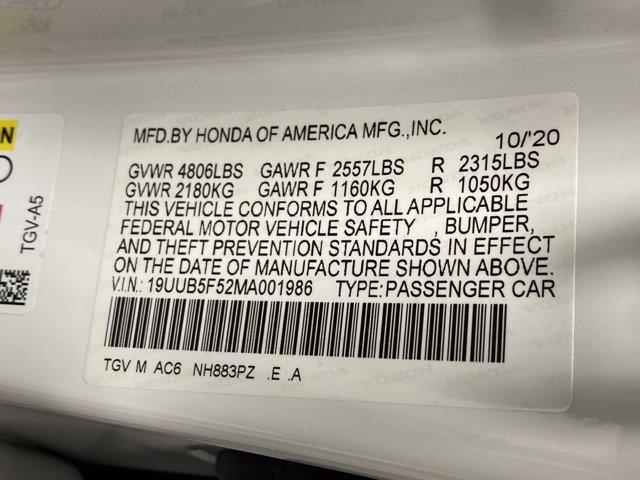 MFD.BY HONDA OF AMERICA MFG.,INC. 10/'20
GVWR 4806LBS GAWR F 2557LBS R 2315LBS
GVWR 2180KG GAWR F 1160KG R 1050KG
THIS VEHICLE CONFORMS TO ALL APPLICABLE
FEDERAL MOTOR VEHICLE SAFETY , BUMPER,
AND THEFT PREVENTION STANDARDS IN EFFECT
ON THE DATE OF MANUFACTURE SHOWN ABOVE.
V.I.N.: 19UUB5F52MA001986 TYPE:PASSENGER CAR
TGV M AC6 NH883PZ .E .A
TGV-A5